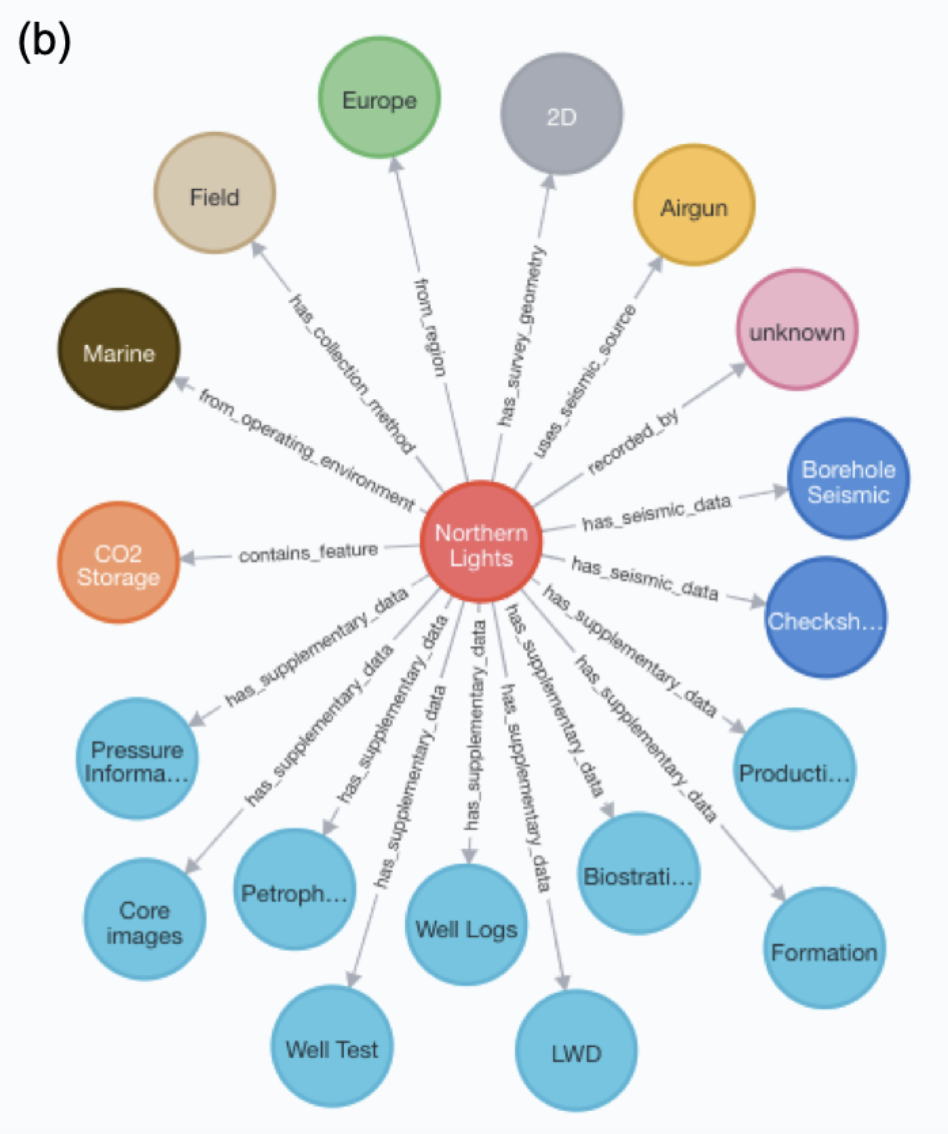 (b)
Europe
2D
Field
Airgun
unknown
Marine
from_region
has_survey_geometry
has_collection_method
uses_seismic_source
from_operating_environment
recorded_by
Borehole
Seismic
has_seismic_data
Northern
Lights
CO2
Storage
contains_feature
has_seismic_data
Checksh...
has_supplementary_data
has_supplementary_data
has_supplementary_data
has_supplementary_data
has_supplementary_data
has_supplementary_data
has_supplementary_data
has_supplementary_data
has_supplementary_data
Pressure
Informa...
Producti...
Core
images
Petroph...
Well Logs
Biostrati...
Formation
Well Test
LWD